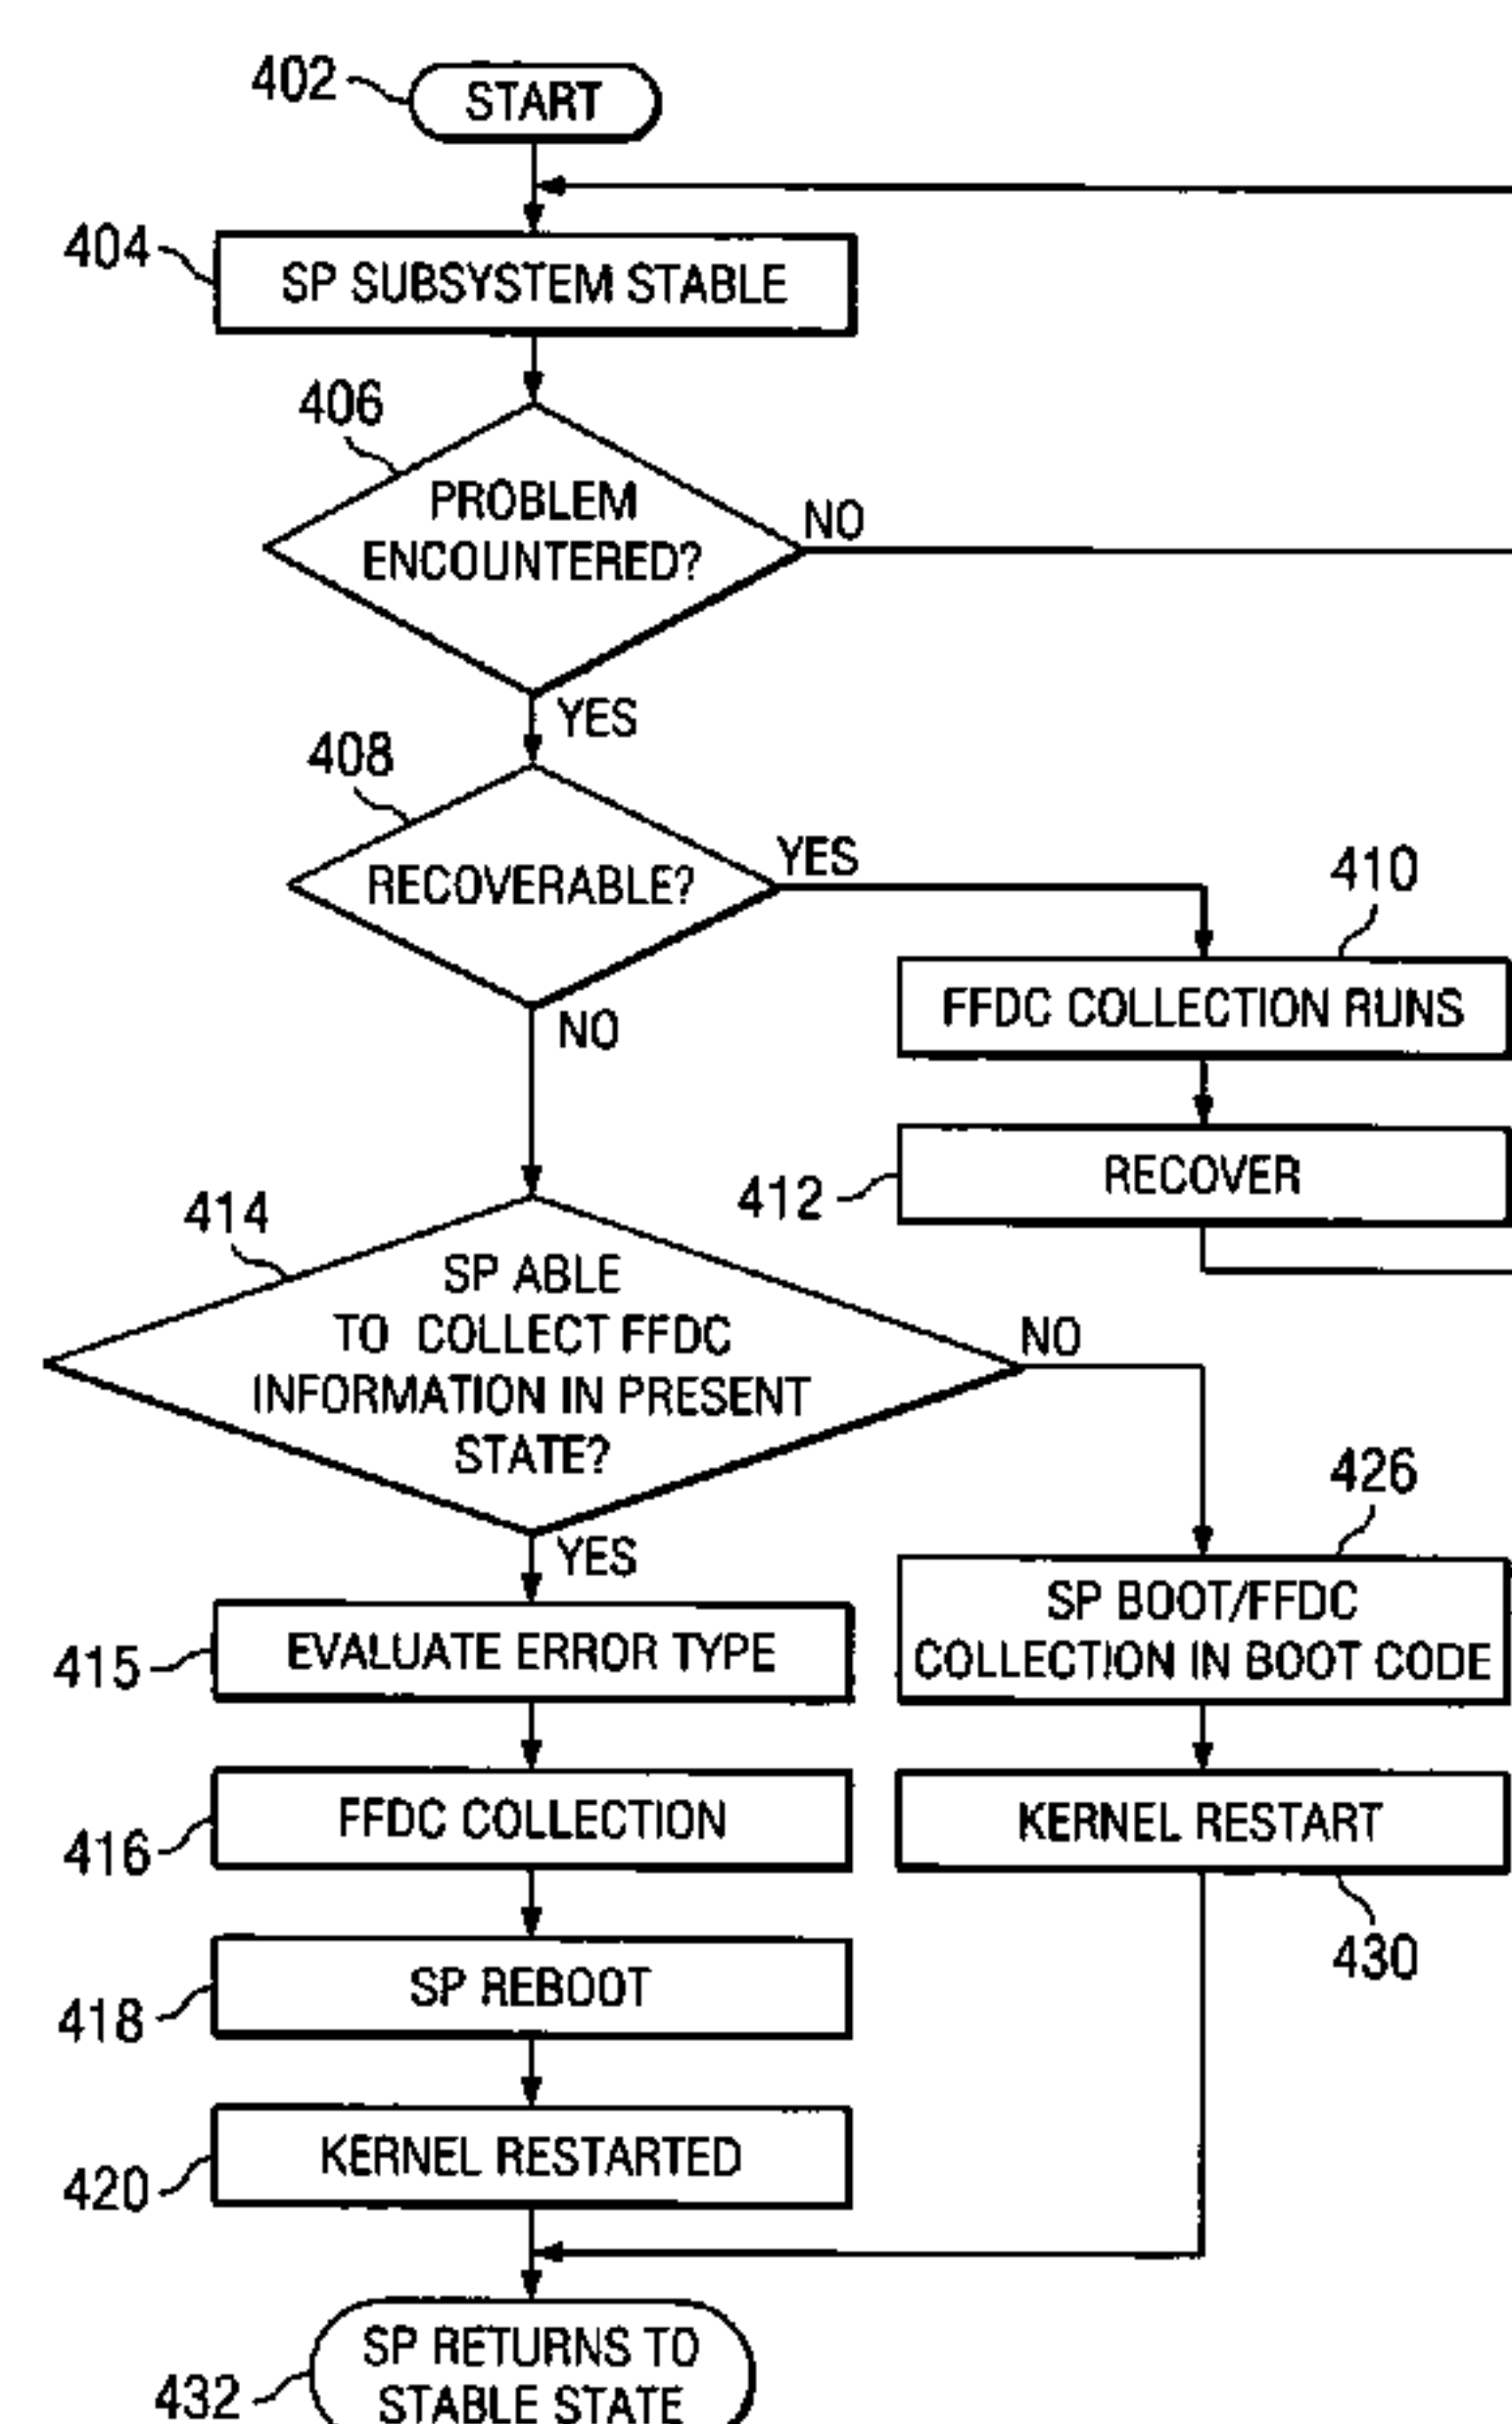 402
START
404
SP SUBSYSTEM STABLE
406
PROBLEM
ENCOUNTERED?
NO
YES
408
RECOVERABLE?
YES
NO
410
FFDC COLLECTION RUNS
412
RECOVER
414
SP ABLE
TO COLLECT FFDC
INFORMATION IN PRESENT
STATE?
NO
YES
426
SP BOOT/FFDC
COLLECTION IN BOOT CODE
415
EVALUATE ERROR TYPE
416
FFDC COLLECTION
KERNEL RESTART
430
418
SP REBOOT
420
KERNEL RESTARTED
432
SP RETURNS TO
STABLE STATE